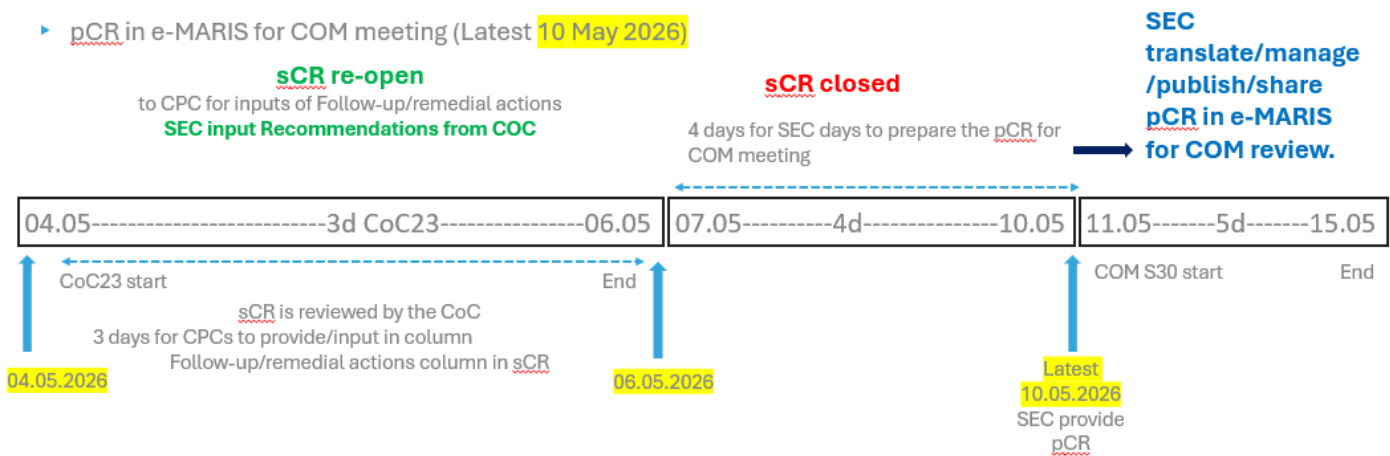 pCR in e-MARIS for COM meeting (Latest 10 May 2026)
sCR re-open
to CPC for inputs of Follow-up/remedial actions
SEC input Recommendations from COC
sCR closed
4 days for SEC days to prepare the pCR for
COM meeting
SEC
translate/manage
/publish/share
pCR in e-MARIS
for COM review.
04.05-----------------------------3d CoC23------------------06.05
07.05----------4d---------------10.05
11.05-------5d-------15.05
CoC23 start
End
sCR is reviewed by the CoC
3 days for CPCs to provide/input in column
Follow-up/remedial actions column in sCR
COM S30 start
End
04.05.2026
06.05.2026
Latest
10.05.2026
SEC provide
pCR